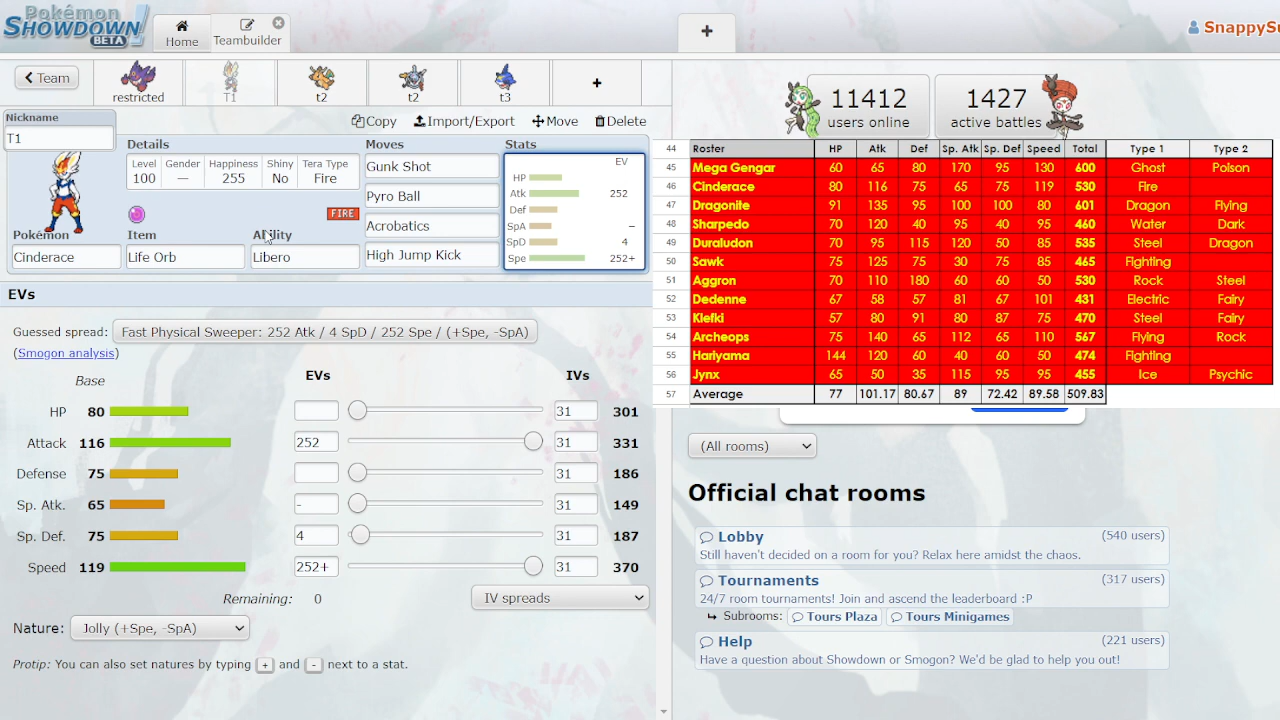 Pokémon
SHOWDOWN!
BETA
Home
Teambuilder
+
Team
restricted
T1
t2
t2
t3
+
Copy Import/Export Move Delete
Nickname
T1
Details
Level Gender Happiness Shiny Tera Type
100 — 255 No Fire
FIRE
Pokémon Item Ability
Cinderace Life Orb Libero
Moves
Gunk Shot
Pyro Ball
Acrobatics
High Jump Kick
Stats
EV
HP
Atk 252
Def
SpA –
SpD 4
Spe 252+
EVs
uessed spread: Fast Physical Sweeper: 252 Atk / 4 SpD / 252 Spe / (+Spe, -SpA)
(Smogon analysis)
Base EVs IVs
HP 80 31 301
Attack 116 252 31 331
Defense 75 31 186
Sp. Atk. 65 - 31 149
Sp. Def. 75 4 31 187
Speed 119 252+ 31 370
Remaining: 0 IV spreads
Nature: Jolly (+Spe, -SpA)
Protip: You can also set natures by typing + and - next to a stat.
SnappySu
11412
users online
1427
active battles
44 Roster HP Atk Def Sp. Atk Sp. Def Speed Total Type 1 Type 2
45 Mega Gengar 60 65 80 170 95 130 600 Ghost Poison
46 Cinderace 80 116 75 65 75 119 530 Fire
47 Dragonite 91 135 95 100 100 80 601 Dragon Flying
48 Sharpedo 70 120 40 95 40 95 460 Water Dark
49 Duraludon 70 95 115 120 50 85 535 Steel Dragon
50 Sawk 75 125 75 30 75 85 465 Fighting
51 Aggron 70 110 180 60 60 50 530 Rock Steel
52 Dedenne 67 58 57 81 67 101 431 Electric Fairy
53 Klefki 57 80 91 80 87 75 470 Steel Fairy
54 Archeops 75 140 65 112 65 110 567 Flying Rock
55 Hariyama 144 120 60 40 60 50 474 Fighting
56 Jynx 65 50 35 115 95 95 455 Ice Psychic
57 Average 77 101.17 80.67 89 72.42 89.58 509.83
(All rooms)
Official chat rooms
Lobby (540 users)
Still haven't decided on a room for you? Relax here amidst the chaos.
Tournaments (317 users)
24/7 room tournaments! Join and ascend the leaderboard :P
Subrooms: Tours Plaza Tours Minigames
Help (221 users)
Have a question about Showdown or Smogon? We'd be glad to help you out!